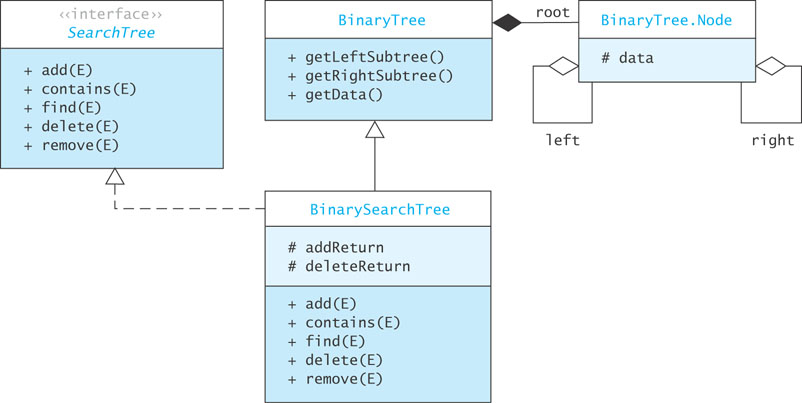 ‹‹interface››
SearchTree
+ add(E)
+ contains(E)
+ find(E)
+ delete(E)
+ remove(E)
BinaryTree
+ getLeftSubtree()
+ getRightSubtree()
+ getData()
root
BinaryTree.Node
# data
left
right
BinarySearchTree
# addReturn
# deleteReturn
+ add(E)
+ contains(E)
+ find(E)
+ delete(E)
+ remove(E)